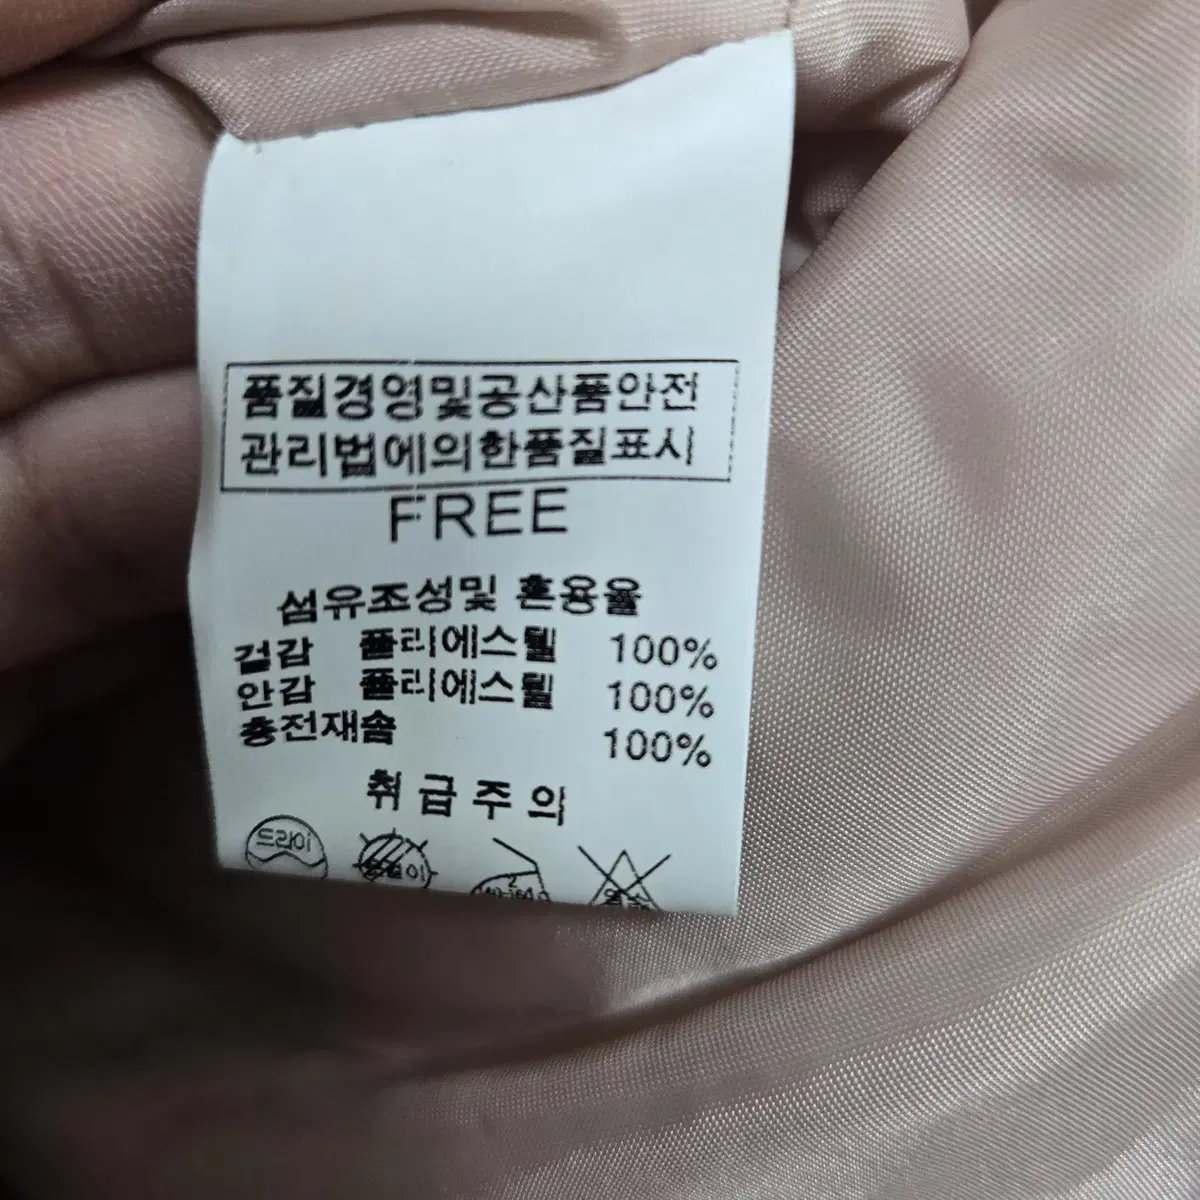 품질경영및공산품안전
관리법에의한품질표시
FREE
섬유조성및 혼용율
겉감 폴리에스텔 100%
안감 폴리에스텔 100%
충전재솜 100%
취급주의
드라이